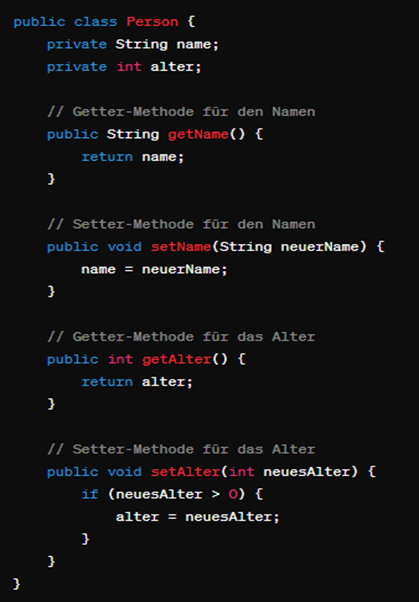 public class Person {
    private String name;
    private int alter;

    // Getter-Methode für den Namen
    public String getName() {
        return name;
    }

    // Setter-Methode für den Namen
    public void setName(String neuerName) {
        name = neuerName;
    }

    // Getter-Methode für das Alter
    public int getAlter() {
        return alter;
    }

    // Setter-Methode für das Alter
    public void setAlter(int neuesAlter) {
        if (neuesAlter > 0) {
            alter = neuesAlter;
        }
    }
}